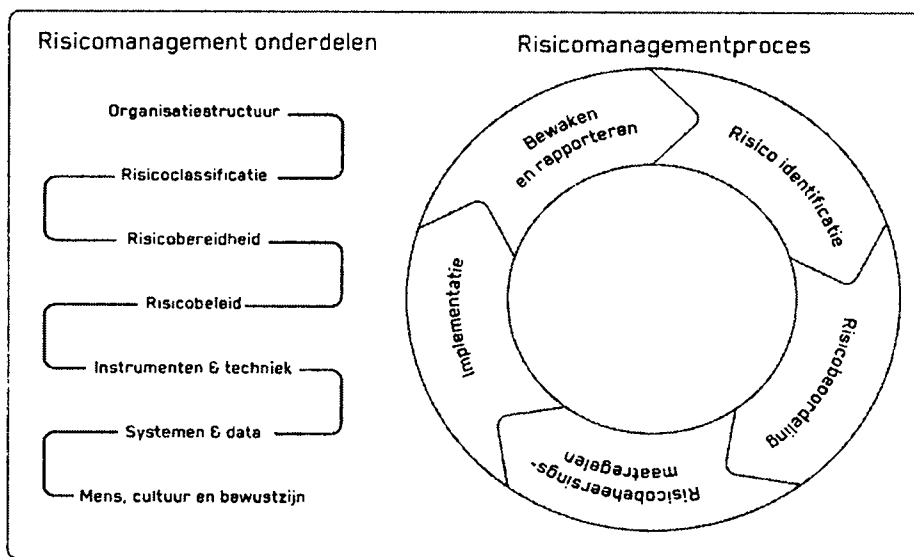 Risicomanagement onderdelen
Organisatiestructuur
Risicoclassificatie
Risicobereidheid
Risicobeleid
Instrumenten & techniek
Systemen & data
Mens, cultuur en bewustzijn
Risicomanagementproces
Risico identificatie
Risicobeoordeling
Risicobeheersings-
maatregelen
Implementatie
Bewaken
en rapporteren